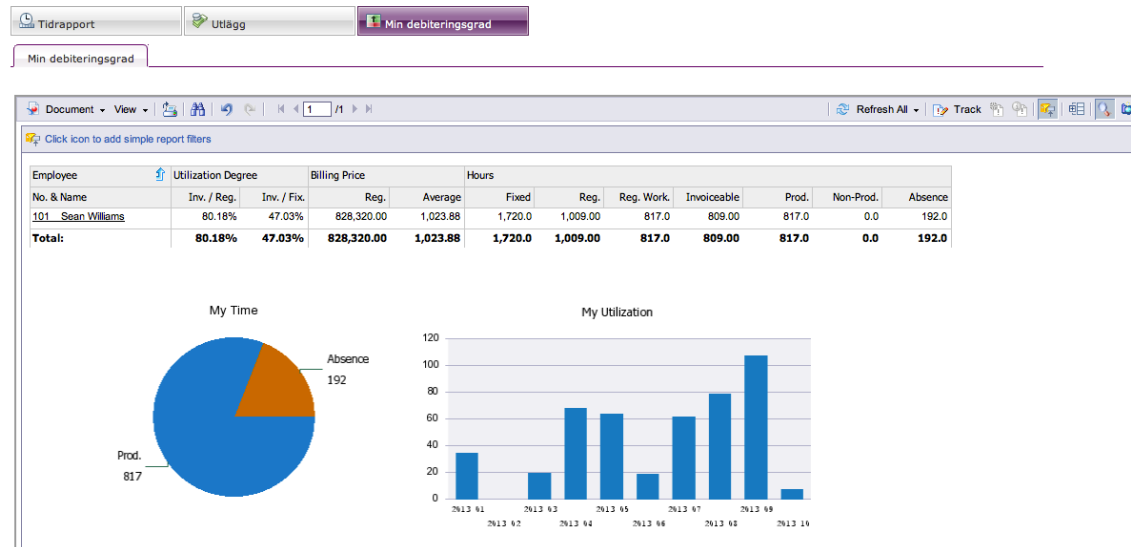 Tidrapport Utlägg Min debiteringsgrad
Min debiteringsgrad
Document View 1 /1 Refresh All Track
Click icon to add simple report filters
Employee Utilization Degree Billing Price Hours
No. & Name Inv. / Reg. Inv. / Fix. Reg. Average Fixed Reg. Reg. Work. Invoiceable Prod. Non-Prod. Absence
101 Sean Williams 80.18% 47.03% 828,320.00 1,023.88 1,720.0 1,009.00 817.0 809.00 817.0 0.0 192.0
Total: 80.18% 47.03% 828,320.00 1,023.88 1,720.0 1,009.00 817.0 809.00 817.0 0.0 192.0
My Time
Absence
192
Prod.
817
My Utilization
120
100
80
60
40
20
0
2013 01 2013 03 2013 05 2013 07 2013 09
2013 02 2013 04 2013 06 2013 08 2013 10